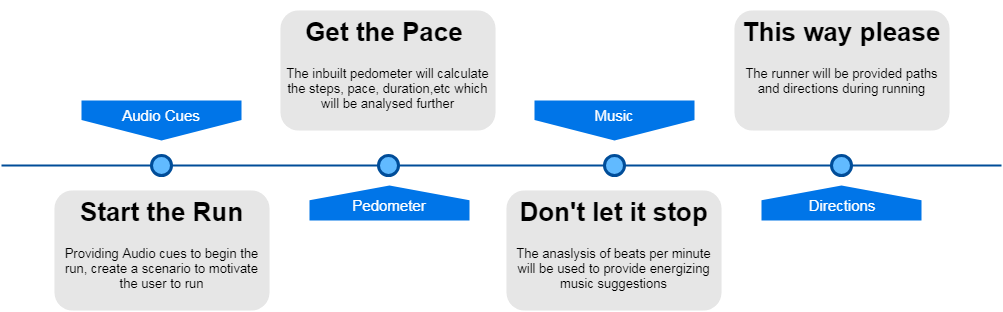 Audio Cues
Start the Run
Providing Audio cues to begin the
run, create a scenario to motivate
the user to run
Get the Pace
The inbuilt pedometer will calculate
the steps, pace, duration,etc which
will be analysed further
Pedometer
Music
Don't let it stop
The anaslysis of beats per minute
will be used to provide energizing
music suggestions
This way please
The runner will be provided paths
and directions during running
Directions